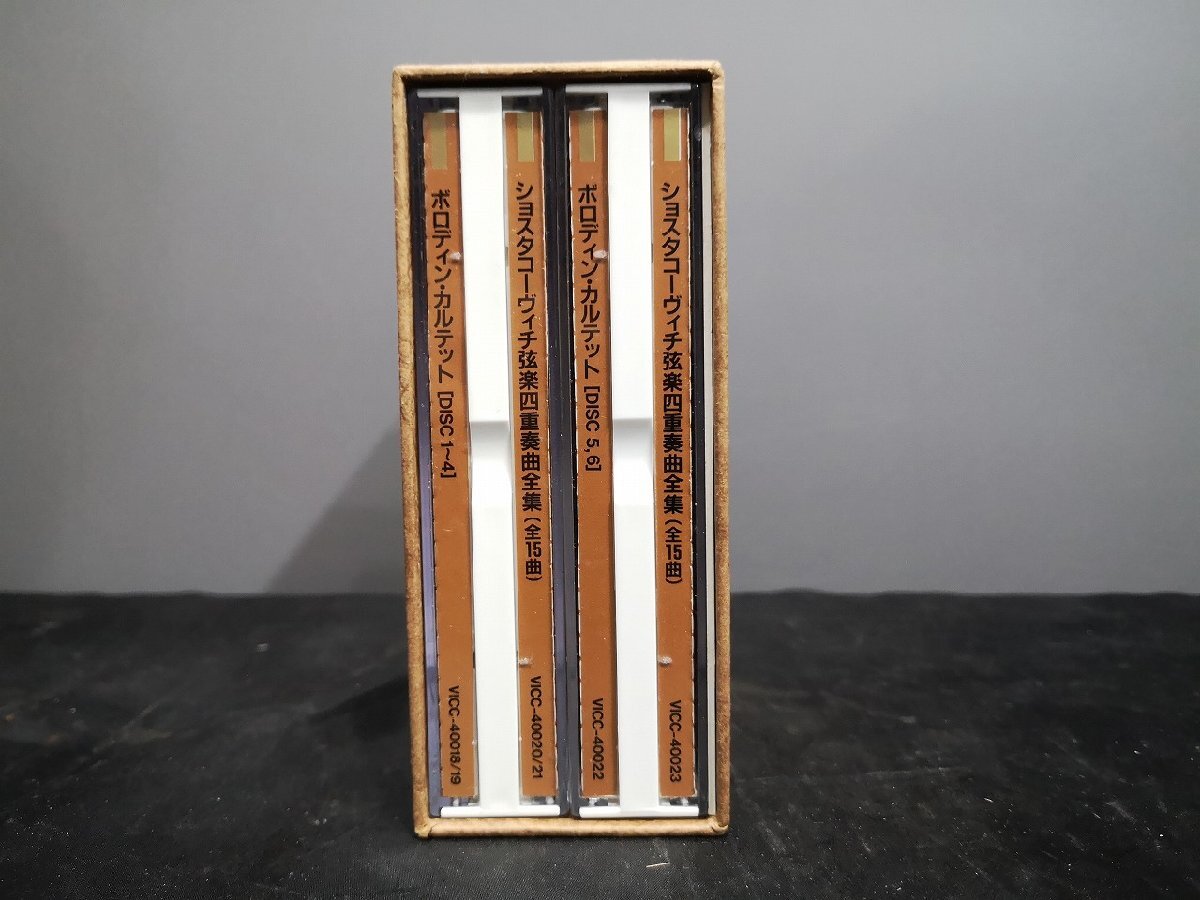 ショスタコーヴィチ弦楽四重奏曲全集(全15曲)
VICC-40023
ボロディン・カルテット[DISC 5,6]
VICC-40022
ショスタコーヴィチ弦楽四重奏曲全集(全15曲)
VICC-40020/21
ボロディン・カルテット[DISC 1~4]
VICC-40018/19